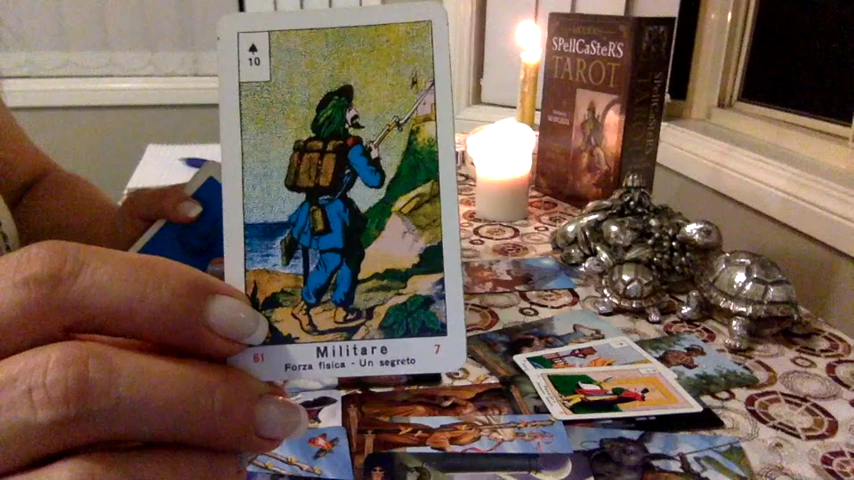 ♠
10
61
Militare
7
Forza fisica - Un segreto
SPeLLCaSTeRS
TAROT